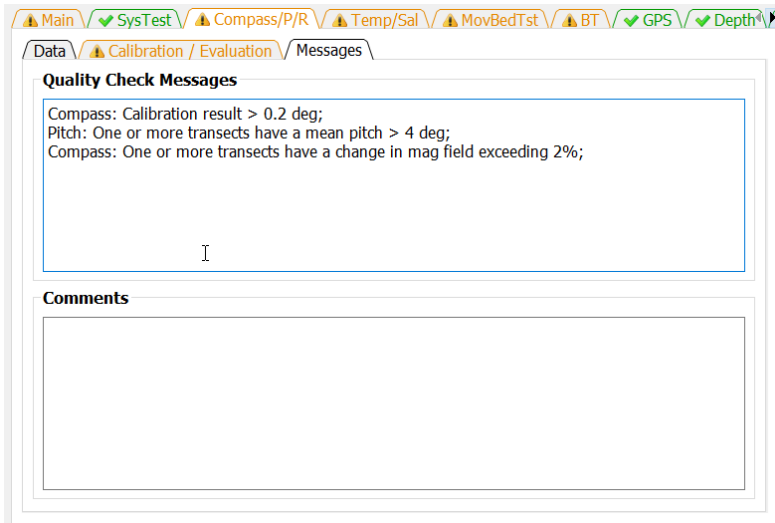 Main SysTest Compass/P/R Temp/Sal MovBedTst BT GPS Depth
Data Calibration / Evaluation Messages
Quality Check Messages
Compass: Calibration result > 0.2 deg;
Pitch: One or more transects have a mean pitch > 4 deg;
Compass: One or more transects have a change in mag field exceeding 2%;
Comments